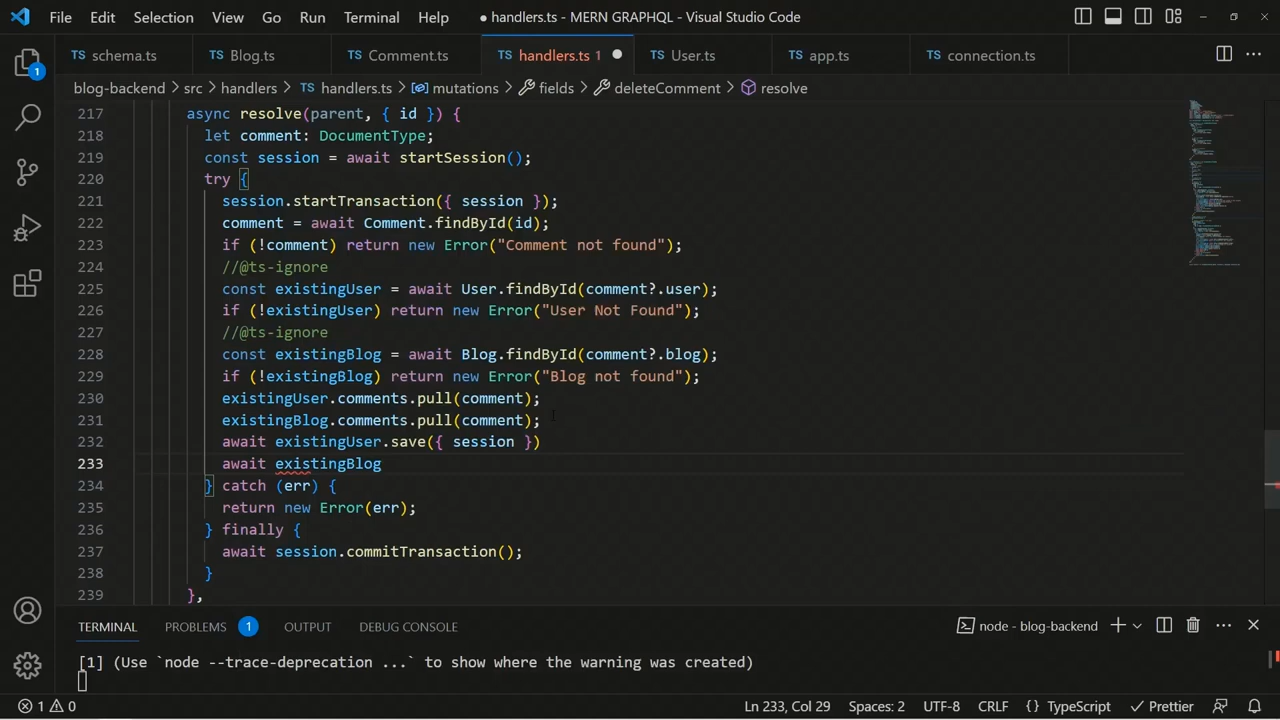 File Edit Selection View Go Run Terminal Help ● handlers.ts - MERN GRAPHQL - Visual Studio Code
TS schema.ts TS Blog.ts TS Comment.ts TS handlers.ts 1 ● TS User.ts TS app.ts TS connection.ts
blog-backend > src > handlers > TS handlers.ts > mutations > fields > deleteComment > resolve
217 async resolve(parent, { id }) {
218 let comment: DocumentType;
219 const session = await startSession();
220 try {
221 session.startTransaction({ session });
222 comment = await Comment.findById(id);
223 if (!comment) return new Error("Comment not found");
224 //@ts-ignore
225 const existingUser = await User.findById(comment?.user);
226 if (!existingUser) return new Error("User Not Found");
227 //@ts-ignore
228 const existingBlog = await Blog.findById(comment?.blog);
229 if (!existingBlog) return new Error("Blog not found");
230 existingUser.comments.pull(comment);
231 existingBlog.comments.pull(comment);
232 await existingUser.save({ session })
233 await existingBlog
234 } catch (err) {
235 return new Error(err);
236 } finally {
237 await session.commitTransaction();
238 }
239 },
TERMINAL PROBLEMS 1 OUTPUT DEBUG CONSOLE node - blog-backend
[1] (Use `node --trace-deprecation ...` to show where the warning was created)
1 0 Ln 233, Col 29 Spaces: 2 UTF-8 CRLF {} TypeScript Prettier
1